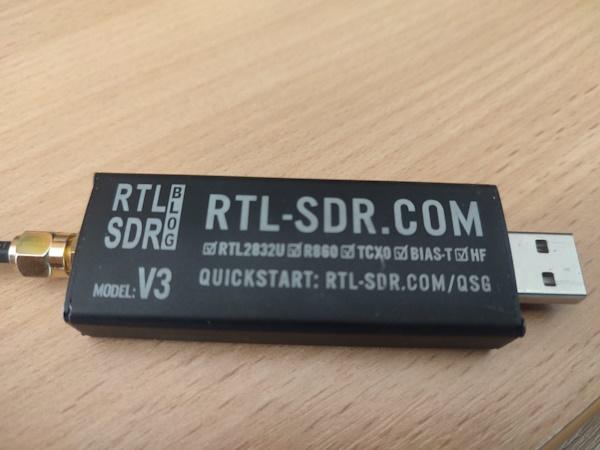 RTL
SDR
BLOG
MODEL: V3
RTL-SDR.COM
☑RTL2832U ☑R860 ☑TCXO ☑BIAS-T ☑HF
QUICKSTART: RTL-SDR.COM/QSG